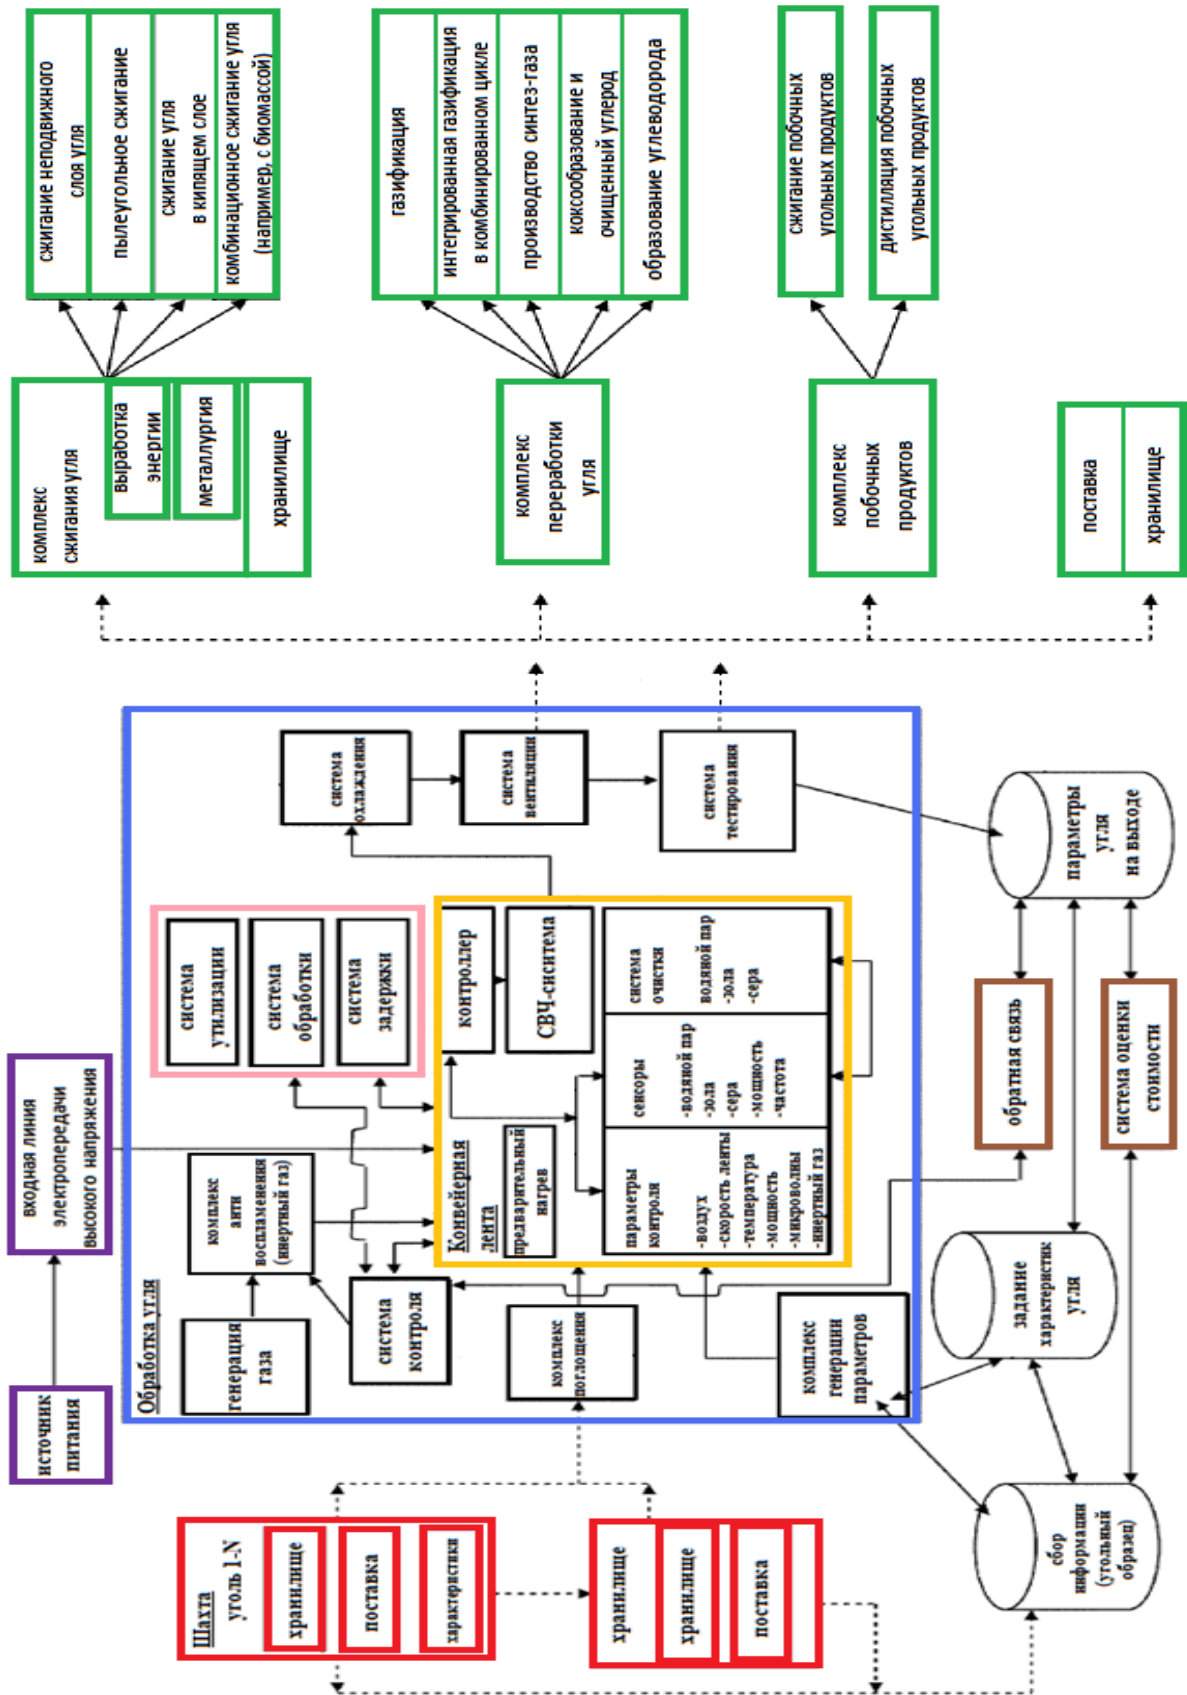 Шахта
уголь 1-N
хранилище
поставка
характеристики
хранилище
хранилище
поставка
источник
питания
входная линия
электропередачи
высокого напряжения
Обработка угля
генерация
газа
комплекс
анти
воспламенения
(инертный газ)
система
контроля
комплекс
поглощения
комплекс
генерации
параметров
система
утилизации
система
обработки
система
задержки
Конвейерная
лента
предварительный
нагрев
контроллер
СВЧ-сиситема
параметры
контроля
-воздух
-скорость ленты
-температура
-мощность
-микроволны
-инертный газ
сенсоры
-водяной пар
-зола
-сера
-мощность
-частота
система
очистки
водяной пар
-зола
-сера
система
охлаждения
система
вентиляции
система
тестирования
сбор
информации
(угольный
образец)
задание
характеристик
угля
параметры
угля
на выходе
обратная связь
система оценки
стоимости
комплекс
сжигания угля
выработка
энергии
металлургия
хранилище
комплекс
переработки
угля
комплекс
побочных
продуктов
поставка
хранилище
сжигание неподвижного
слоя угля
пылеугольное сжигание
сжигание угля
в кипящем слое
комбинационное сжигание угля
(например, с биомассой)
газификация
интегрированная газификация
в комбинированном цикле
производство синтез-газа
коксообразование и
очищенный углерод
образование углеводорода
сжигание побочных
угольных продуктов
дистилляция побочных
угольных продуктов